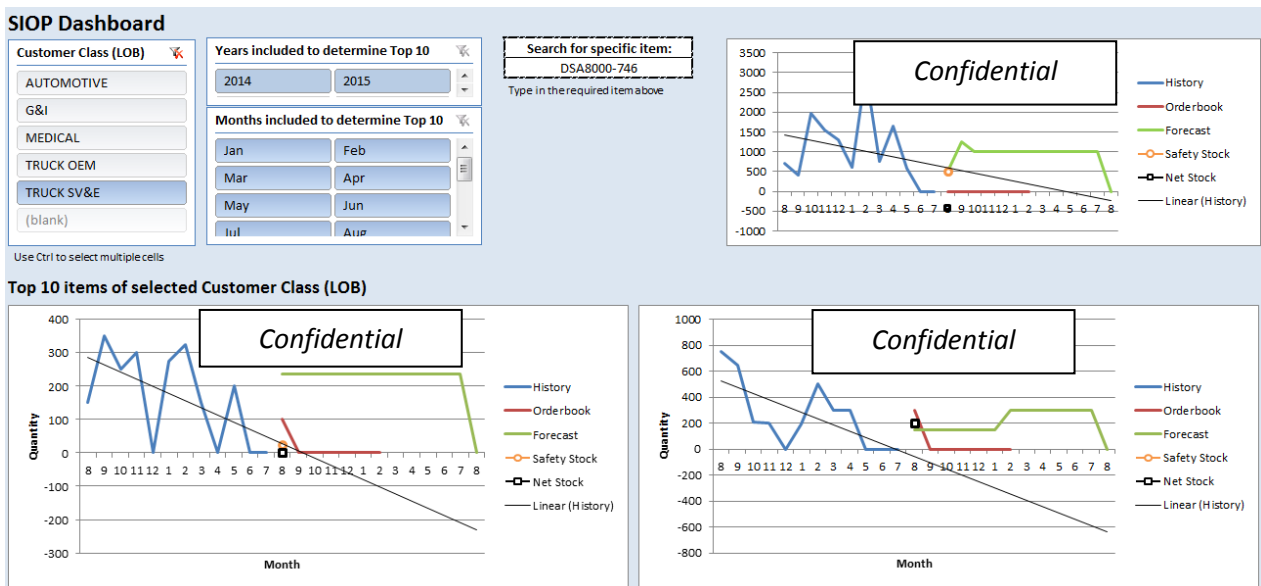 SIOP Dashboard
Customer Class (LOB)
AUTOMOTIVE
G&I
MEDICAL
TRUCK OEM
TRUCK SV&E
(blank)
Use Ctrl to select multiple cells
Years included to determine Top 10
2014 2015
Months included to determine Top 10
Jan Feb
Mar Apr
May Jun
Jul Aug
Search for specific item:
DSA8000-746
Type in the required item above
Confidential
3500
3000
2500
2000
1500
1000
500
0
-500
-1000
8 9 10 11 12 1 2 3 4 5 6 7 8 9 10 11 12 1 2 3 4 5 6 7 8
History
Orderbook
Forecast
Safety Stock
Net Stock
Linear (History)
Top 10 items of selected Customer Class (LOB)
Confidential
Quantity
400
300
200
100
0
-100
-200
-300
8 9 10 11 12 1 2 3 4 5 6 7 8 9 10 11 12 1 2 3 4 5 6 7 8
Month
History
Orderbook
Forecast
Safety Stock
Net Stock
Linear (History)
Confidential
Quantity
1000
800
600
400
200
0
-200
-400
-600
-800
8 9 10 11 12 1 2 3 4 5 6 7 8 9 10 11 12 1 2 3 4 5 6 7 8
Month
History
Orderbook
Forecast
Safety Stock
Net Stock
Linear (History)